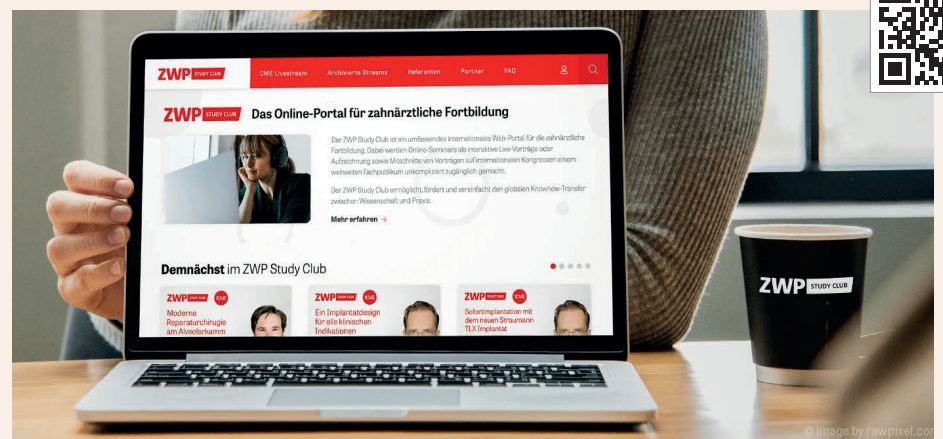 ZWP STUDY CLUB
CME Livestream Archivierte Streams Referenten Partner FAQ
ZWP STUDY CLUB Das Online-Portal für zahnärztliche Fortbildung
Der ZWP Study Club ist ein umfassendes internationales Web-Portal für die zahnärztliche
Fortbildung. Dabei werden Online-Seminare als interaktive Live-Vorträge oder
Aufzeichnung sowie Mitschnitte von Vorträgen auf internationalen Kongressen einem
weltweiten Fachpublikum unkompliziert zugänglich gemacht.
Der ZWP Study Club ermöglicht, fördert und vereinfacht den globalen Knowhow-Transfer
zwischen Wissenschaft und Praxis.
Mehr erfahren →
Demnächst im ZWP Study Club
ZWP STUDY CLUB 1CME
Moderne
Reparaturchirugie
am Alveolarkamm
ZWP STUDY CLUB 1CME
Ein Implantatdesign
für alle klinischen
Indikationen
ZWP STUDY CLUB 1CME
Sofortimplantation mit
dem neuen Straumann
TLX Implantat
ZWP STUDY CLUB
© image by rawpixel.com